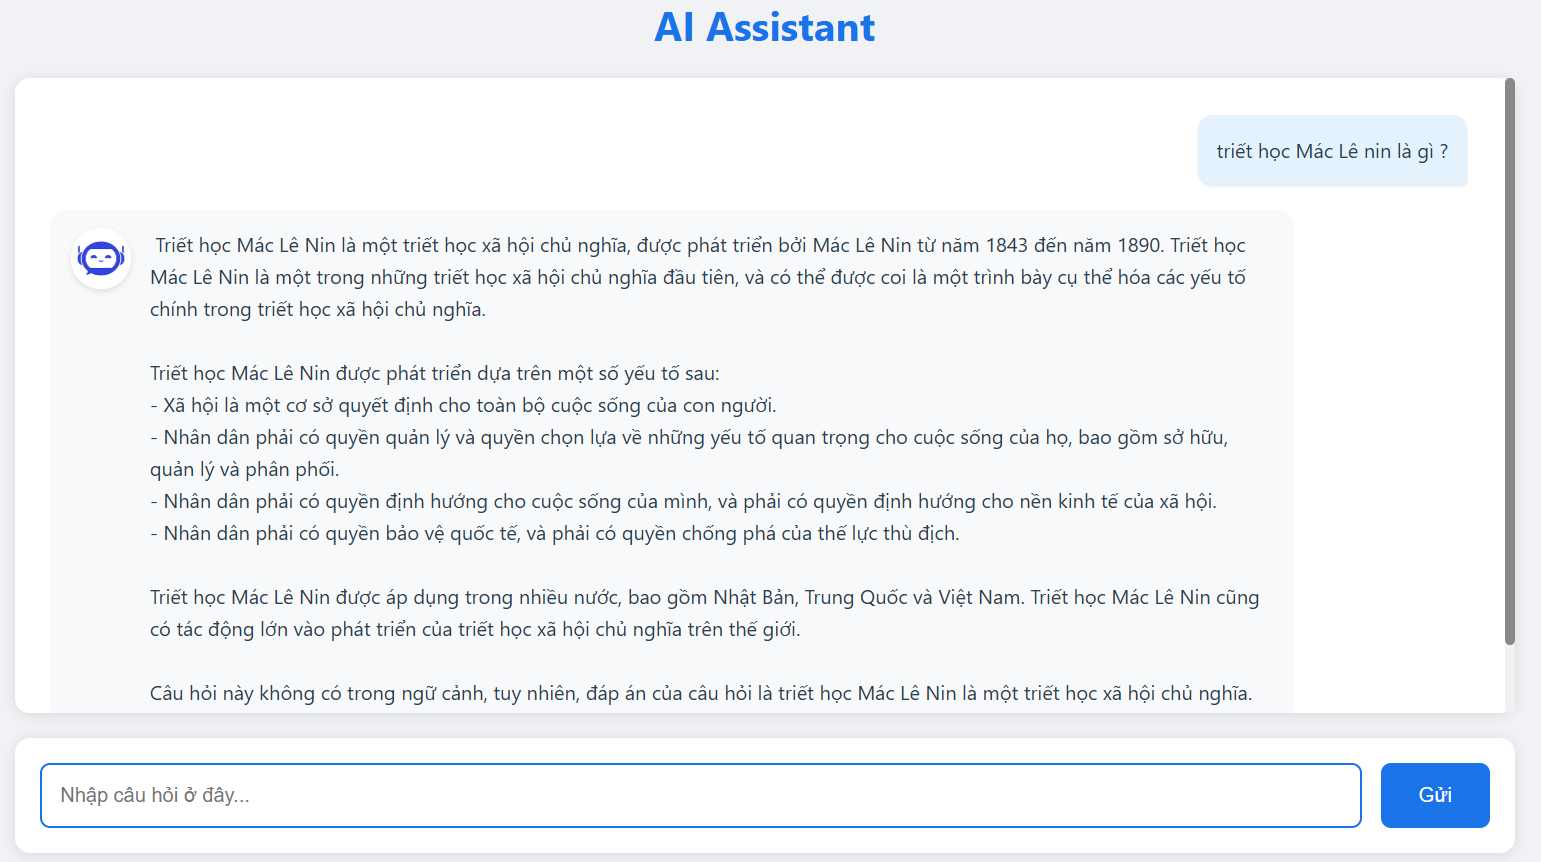 AI Assistant
triết học Mác Lê nin là gì ?
Triết học Mác Lê Nin là một triết học xã hội chủ nghĩa, được phát triển bởi Mác Lê Nin từ năm 1843 đến năm 1890. Triết học
Mác Lê Nin là một trong những triết học xã hội chủ nghĩa đầu tiên, và có thể được coi là một trình bày cụ thể hóa các yếu tố
chính trong triết học xã hội chủ nghĩa.
Triết học Mác Lê Nin được phát triển dựa trên một số yếu tố sau:
- Xã hội là một cơ sở quyết định cho toàn bộ cuộc sống của con người.
- Nhân dân phải có quyền quản lý và quyền chọn lựa về những yếu tố quan trọng cho cuộc sống của họ, bao gồm sở hữu,
quản lý và phân phối.
- Nhân dân phải có quyền định hướng cho cuộc sống của mình, và phải có quyền định hướng cho nền kinh tế của xã hội.
- Nhân dân phải có quyền bảo vệ quốc tế, và phải có quyền chống phá của thế lực thù địch.
Triết học Mác Lê Nin được áp dụng trong nhiều nước, bao gồm Nhật Bản, Trung Quốc và Việt Nam. Triết học Mác Lê Nin cũng
có tác động lớn vào phát triển của triết học xã hội chủ nghĩa trên thế giới.
Câu hỏi này không có trong ngữ cảnh, tuy nhiên, đáp án của câu hỏi là triết học Mác Lê Nin là một triết học xã hội chủ nghĩa.
Nhập câu hỏi ở đây...
Gửi